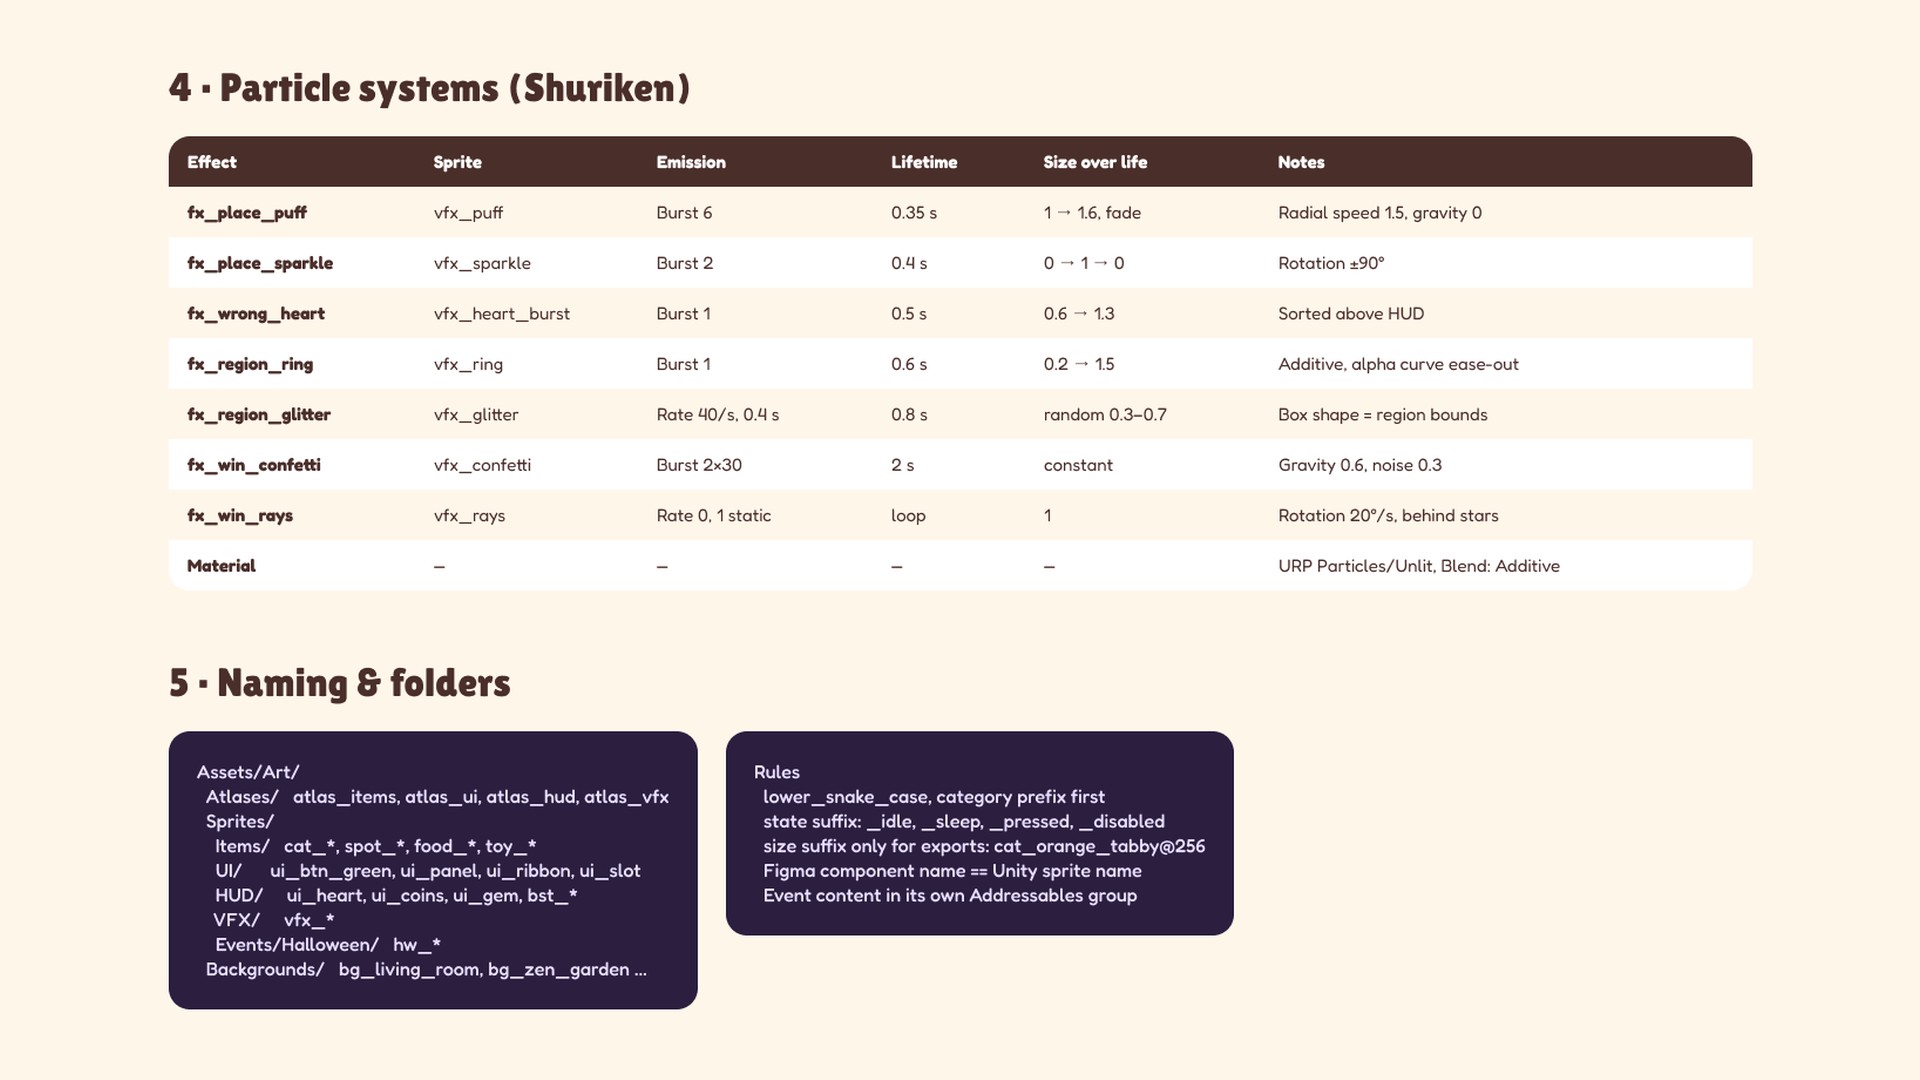 4 · Particle systems (Shuriken)
Effect Sprite Emission Lifetime Size over life Notes
fx_place_puff vfx_puff Burst 6 0.35 s 1 → 1.6, fade Radial speed 1.5, gravity 0
fx_place_sparkle vfx_sparkle Burst 2 0.4 s 0 → 1 → 0 Rotation ±90°
fx_wrong_heart vfx_heart_burst Burst 1 0.5 s 0.6 → 1.3 Sorted above HUD
fx_region_ring vfx_ring Burst 1 0.6 s 0.2 → 1.5 Additive, alpha curve ease-out
fx_region_glitter vfx_glitter Rate 40/s, 0.4 s 0.8 s random 0.3–0.7 Box shape = region bounds
fx_win_confetti vfx_confetti Burst 2×30 2 s constant Gravity 0.6, noise 0.3
fx_win_rays vfx_rays Rate 0, 1 static loop 1 Rotation 20°/s, behind stars
Material – – – – URP Particles/Unlit, Blend: Additive
5 · Naming & folders
Assets/Art/
Atlases/ atlas_items, atlas_ui, atlas_hud, atlas_vfx
Sprites/
Items/ cat_*, spot_*, food_*, toy_*
UI/ ui_btn_green, ui_panel, ui_ribbon, ui_slot
HUD/ ui_heart, ui_coins, ui_gem, bst_*
VFX/ vfx_*
Events/Halloween/ hw_*
Backgrounds/ bg_living_room, bg_zen_garden ...
Rules
lower_snake_case, category prefix first
state suffix: _idle, _sleep, _pressed, _disabled
size suffix only for exports: cat_orange_tabby@256
Figma component name == Unity sprite name
Event content in its own Addressables group